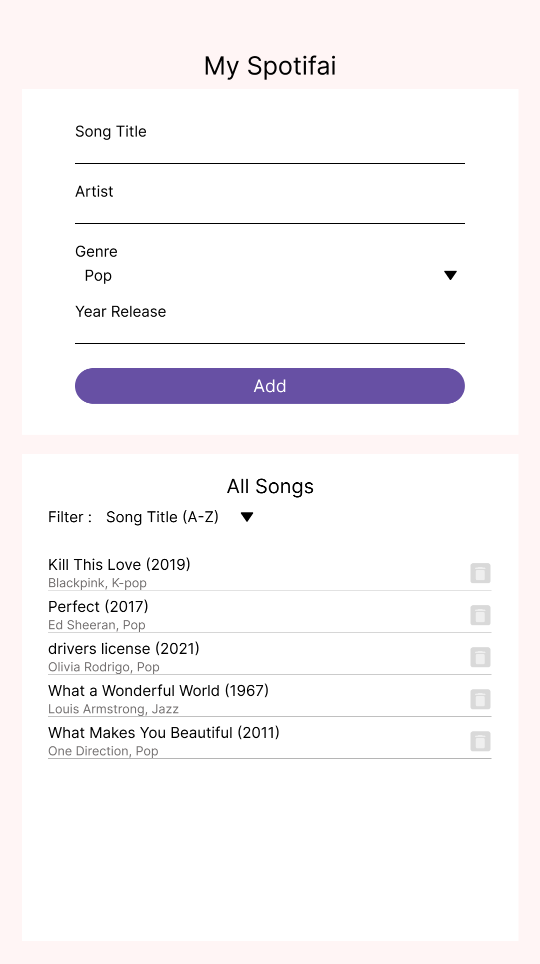 My Spotifai
Song Title
Artist
Genre
Pop
Year Release
Add
All Songs
Filter : Song Title (A-Z)
Kill This Love (2019)
Blackpink, K-pop
Perfect (2017)
Ed Sheeran, Pop
drivers license (2021)
Olivia Rodrigo, Pop
What a Wonderful World (1967)
Louis Armstrong, Jazz
What Makes You Beautiful (2011)
One Direction, Pop